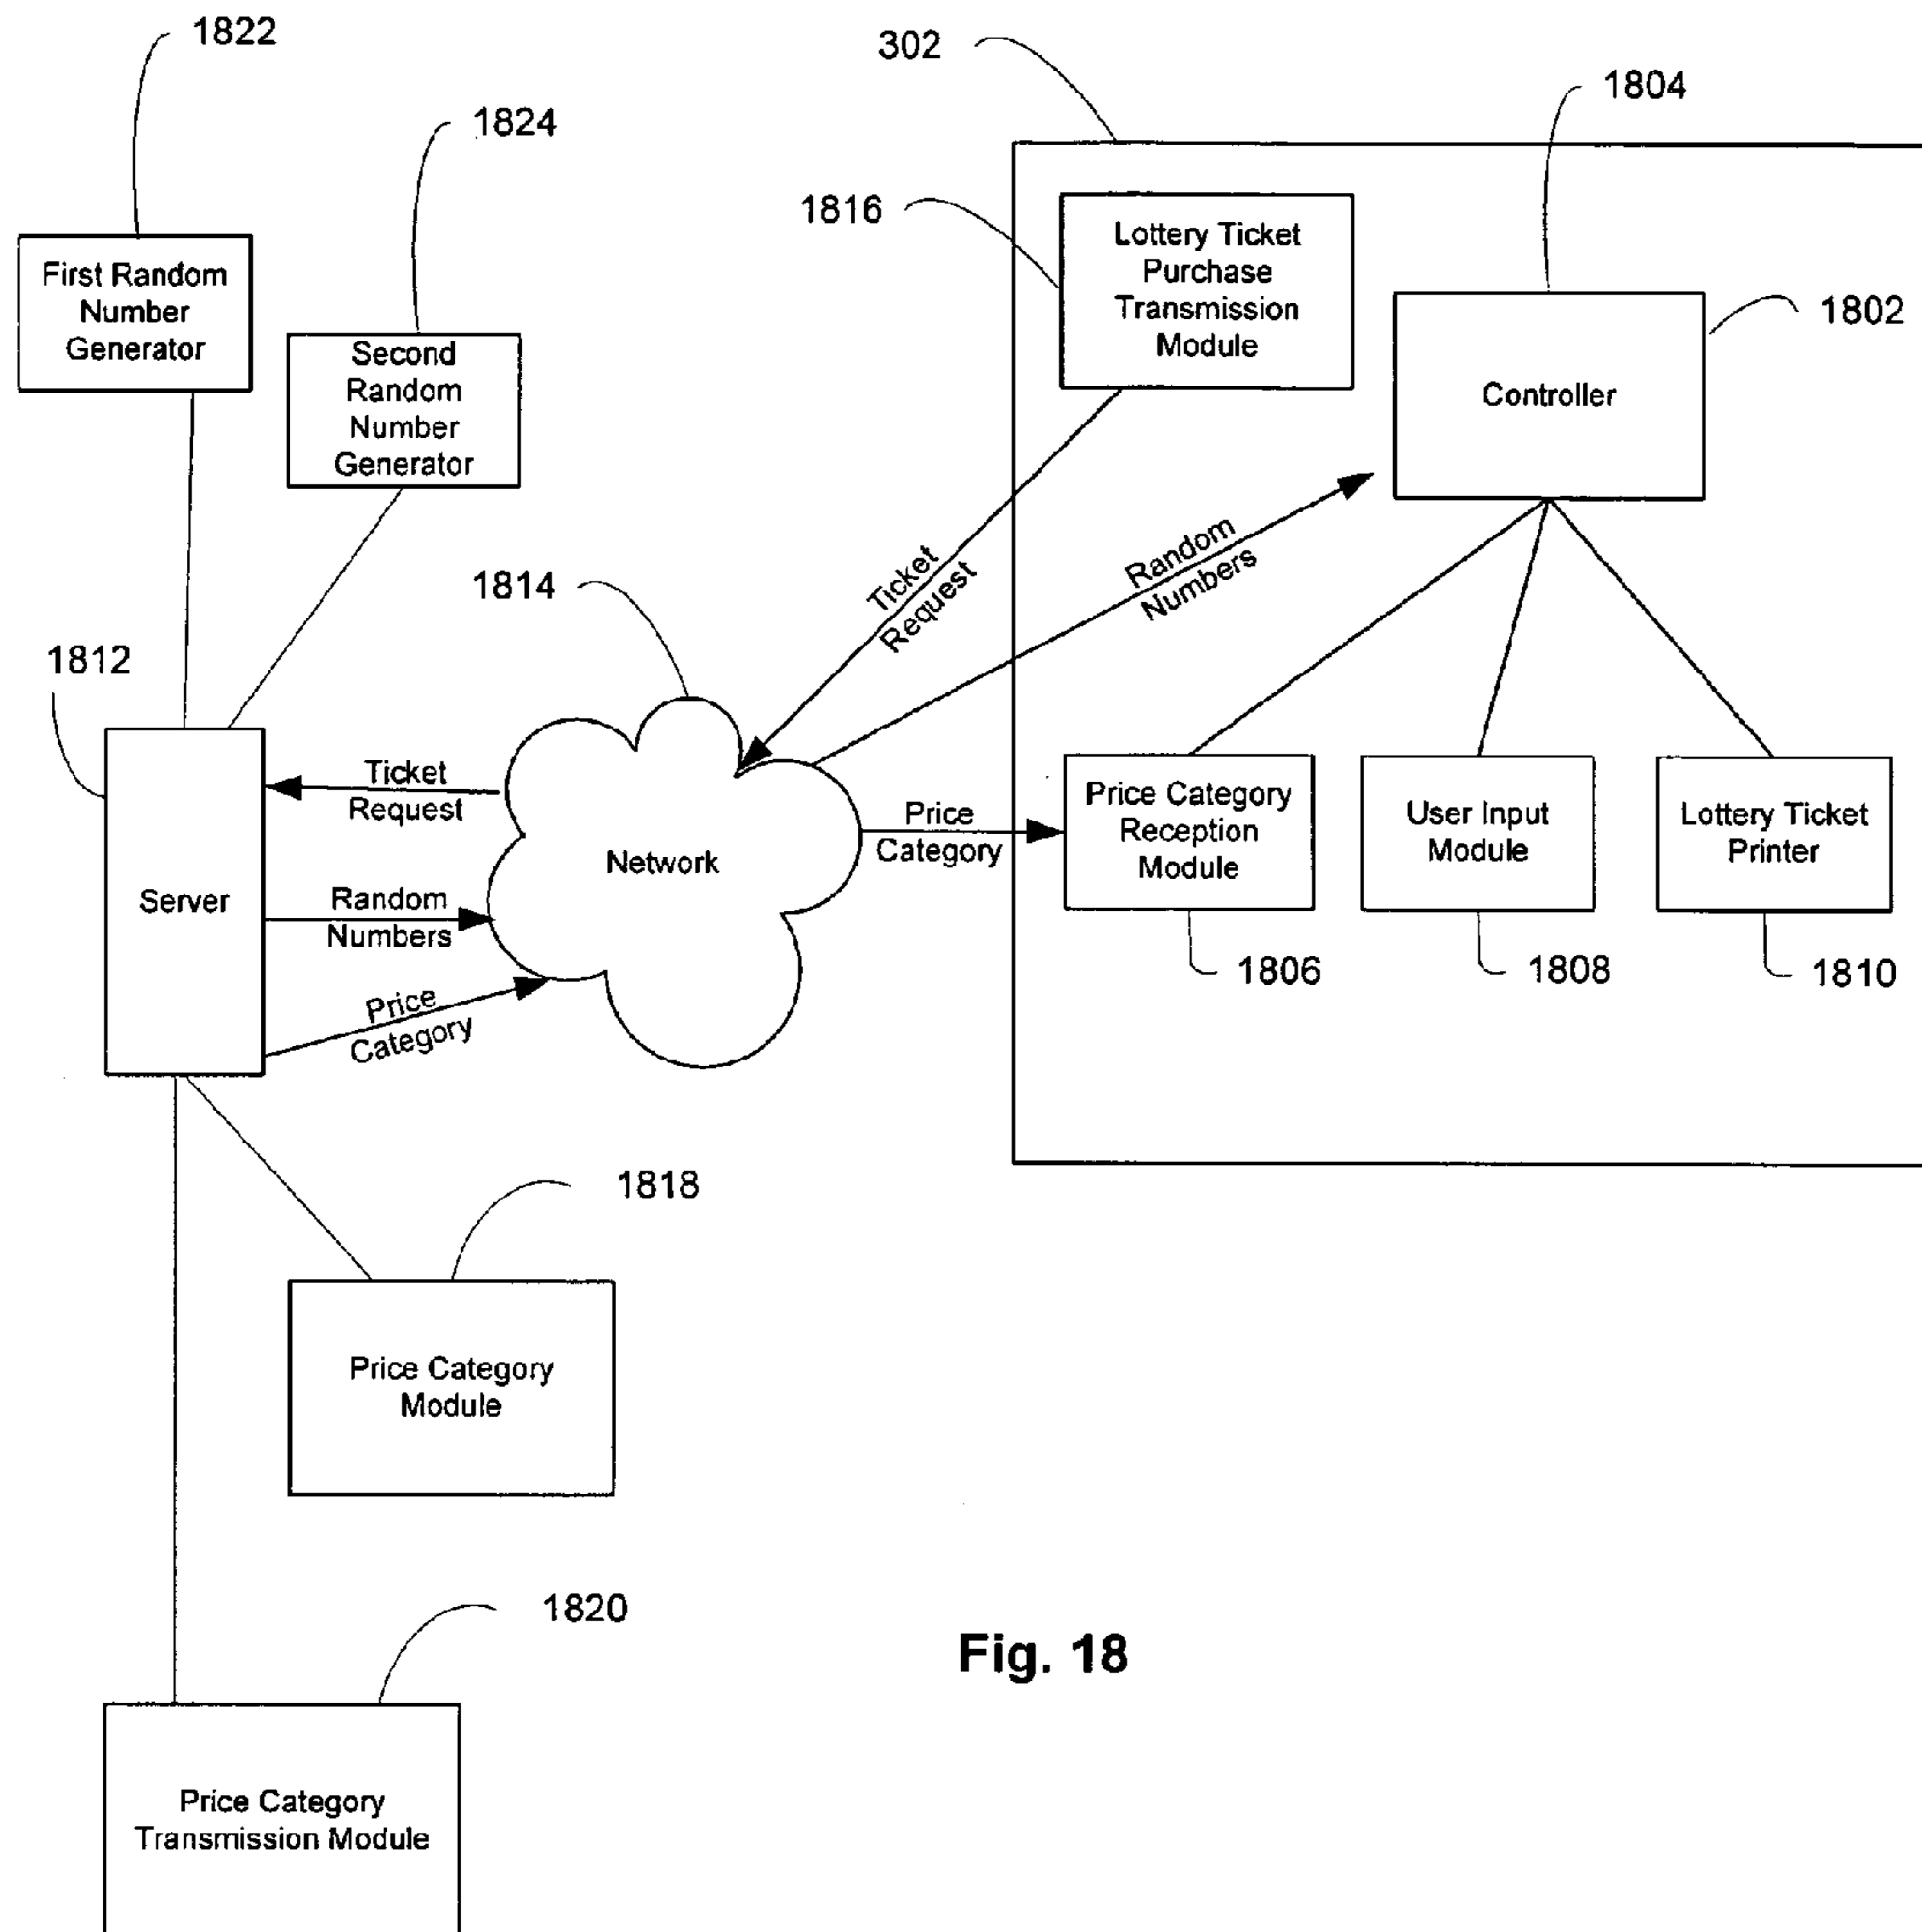 1822
302
1804
1824
1816
Lottery Ticket
Purchase
Transmission
Module
First Random
Number
Generator
1802
Second
Random
Number
Generator
Controller
Ticket
Request
Random
Numbers
1814
1812
Ticket
Request
Price
Category
Price Category
Reception
Module
User Input
Module
Lottery Ticket
Printer
Network
Server
Random
Numbers
1806
1808
1810
Price
Category
1818
Price Category
Module
1820
Fig. 18
Price Category
Transmission Module